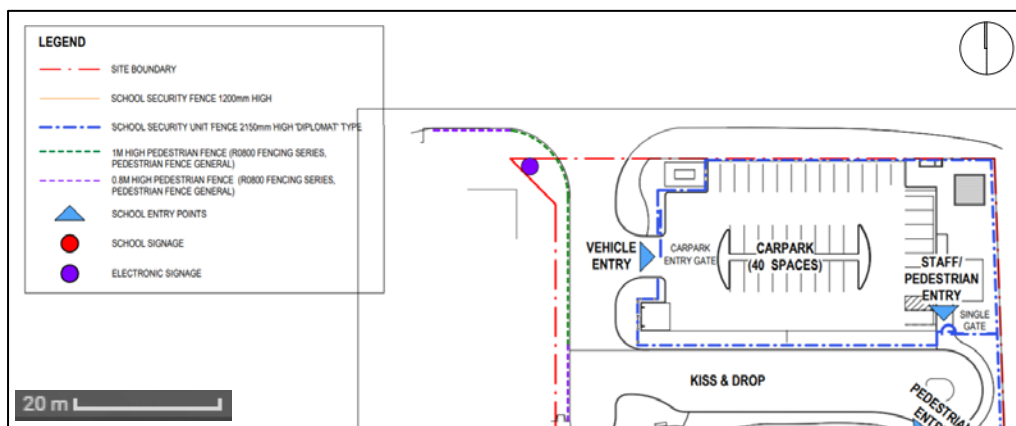 LEGEND
SITE BOUNDARY
SCHOOL SECURITY FENCE 1200mm HIGH
SCHOOL SECURITY UNIT FENCE 2150mm HIGH 'DIPLOMAT' TYPE
1M HIGH PEDESTRIAN FENCE (R0800 FENCING SERIES,
PEDESTRIAN FENCE GENERAL)
0.8M HIGH PEDESTRIAN FENCE (R0800 FENCING SERIES,
PEDESTRIAN FENCE GENERAL)
SCHOOL ENTRY POINTS
SCHOOL SIGNAGE
ELECTRONIC SIGNAGE
VEHICLE
ENTRY
CARPARK
ENTRY GATE
CARPARK
(40 SPACES)
STAFF/
PEDESTRIAN
ENTRY
SINGLE
GATE
KISS & DROP
PEDESTRIAN
20 m